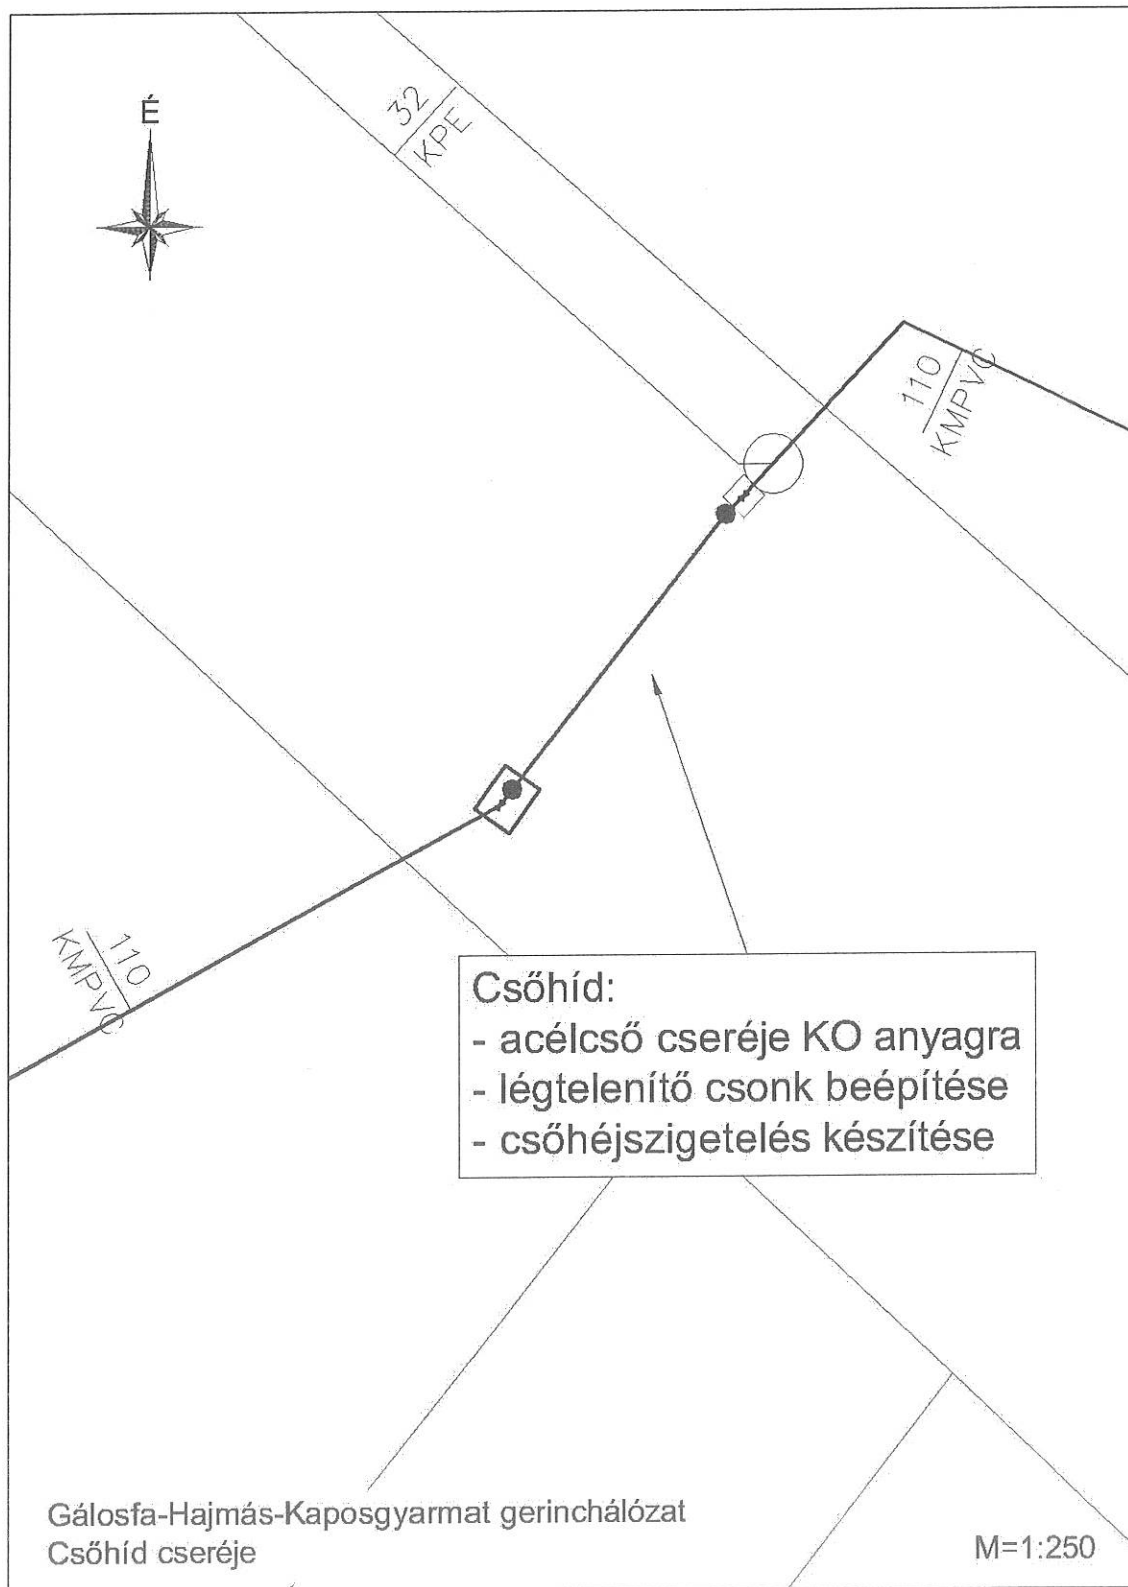 É
32
KPE
110
KMPVC
110
KMPVC
Csőhíd:
- acélcső cseréje KO anyagra
- légtelenítő csonk beépítése
- csőhéjszigetelés készítése
Gálosfa-Hajmás-Kaposgyarmat gerinchálózat
Csőhíd cseréje
M=1:250